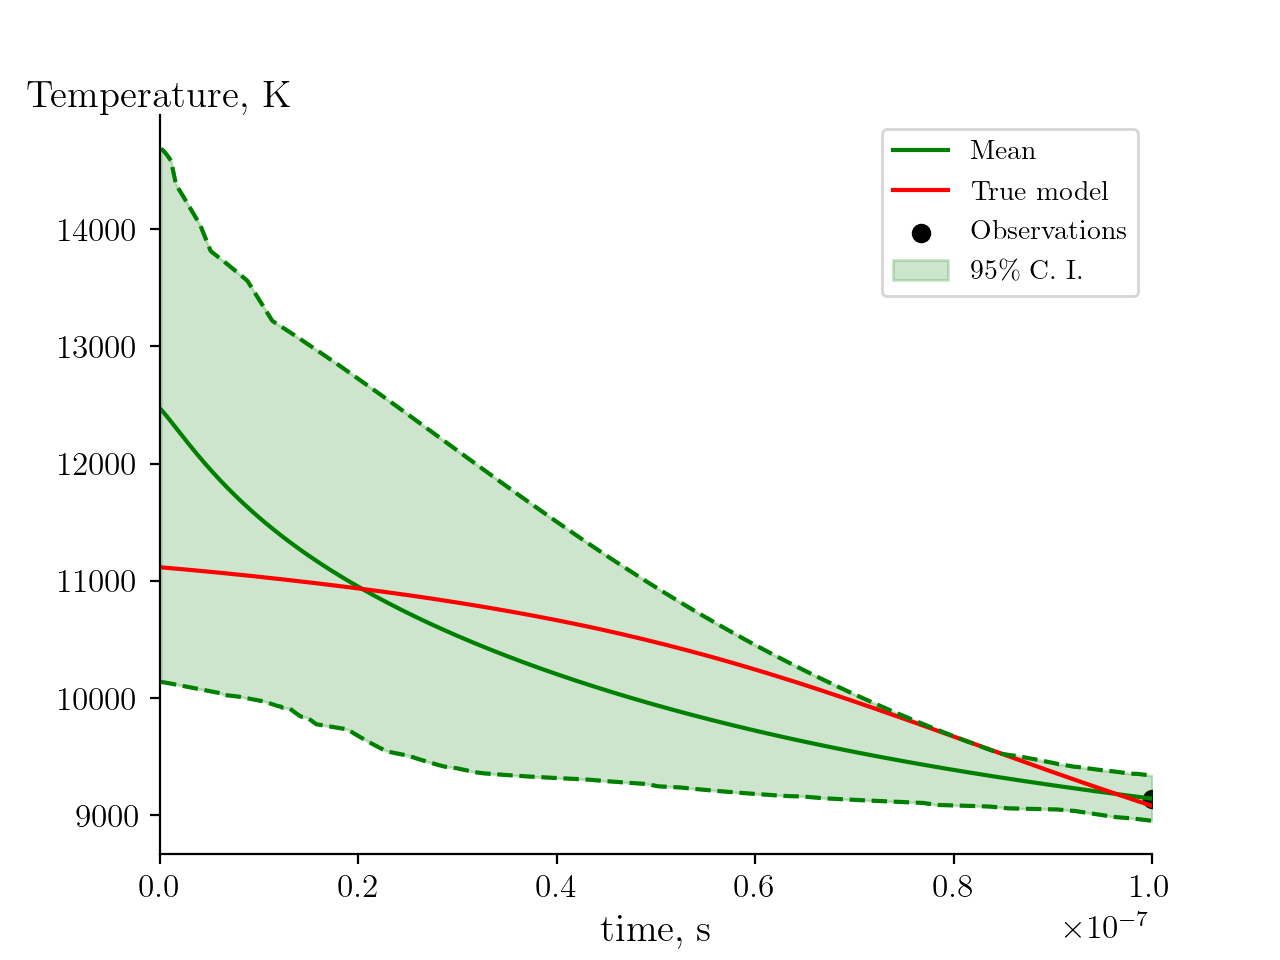 Temperature, K
Mean
True model
Observations
95% C. I.
14000
13000
12000
11000
10000
9000
0.0 0.2 0.4 0.6 0.8 1.0
×10⁻⁷
time, s